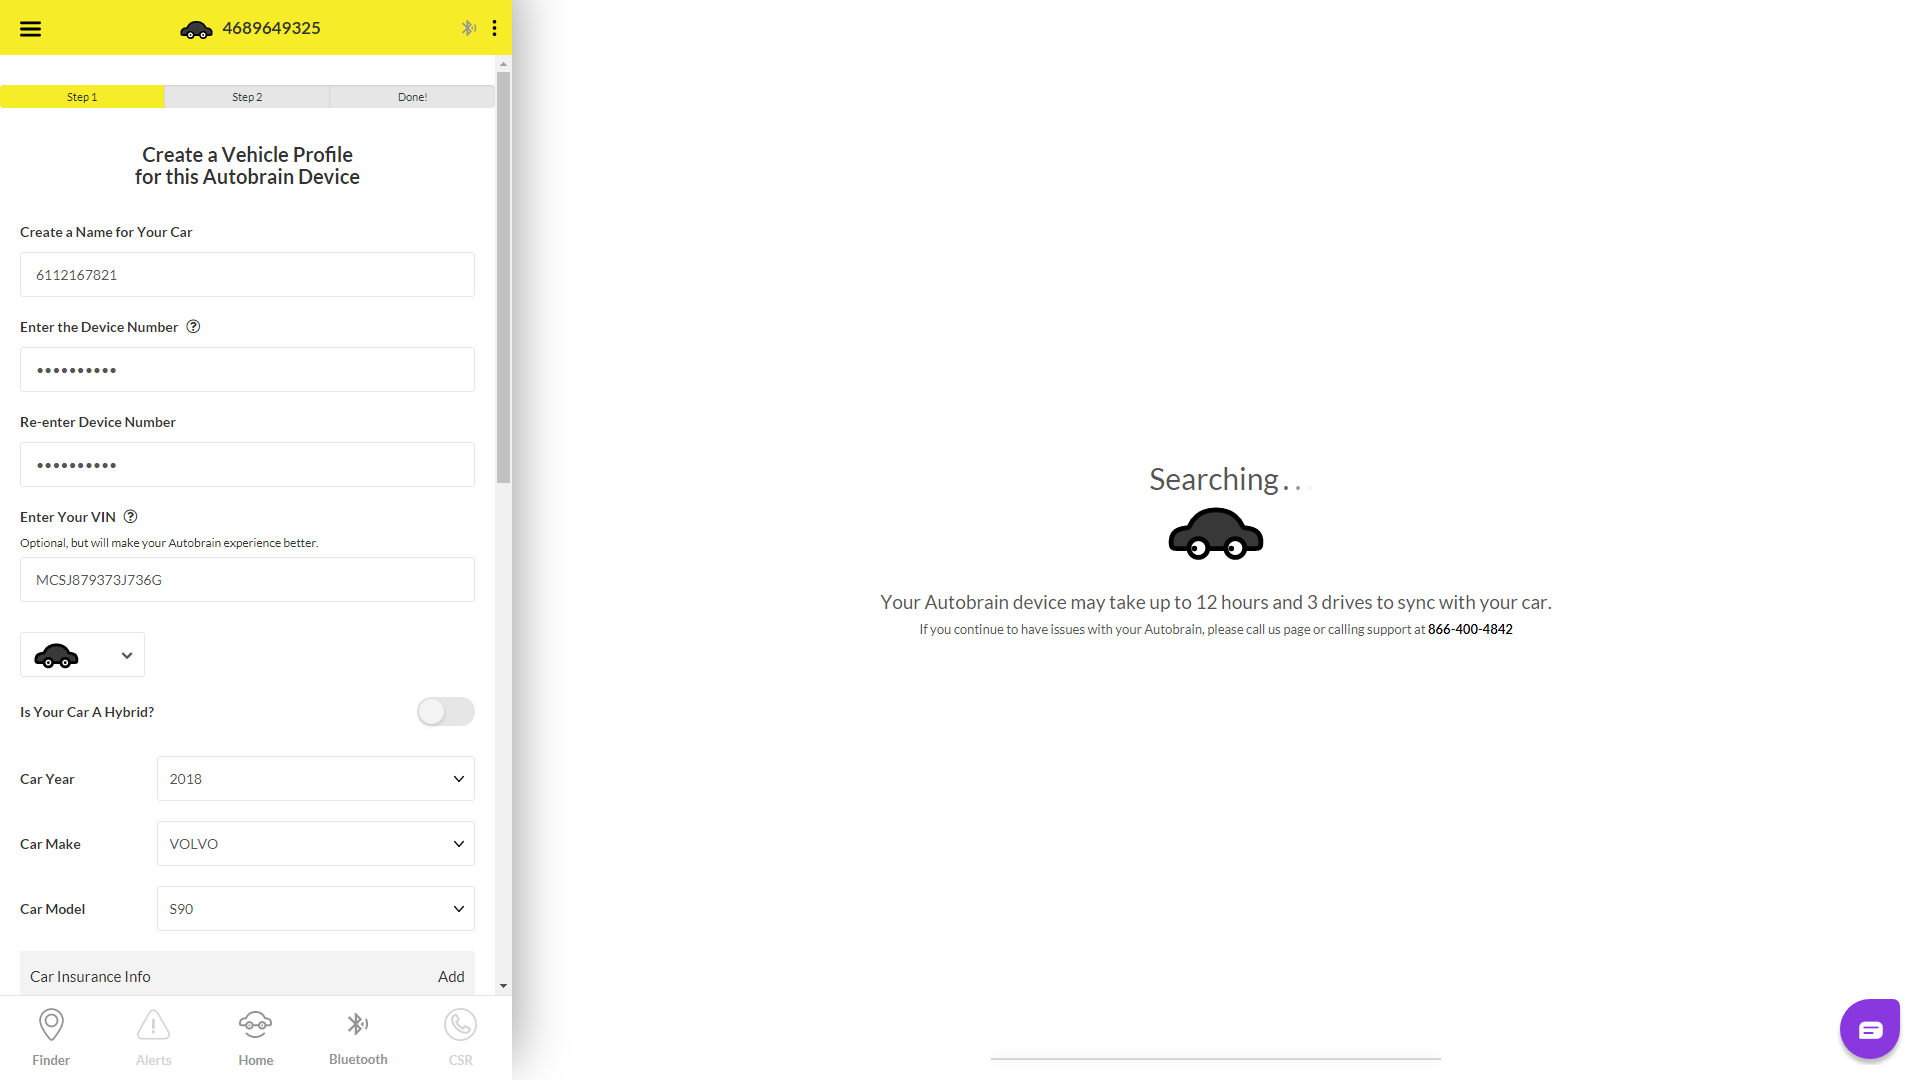 4689649325
Step 1
Step 2
Done!
Create a Vehicle Profile
for this Autobrain Device
Create a Name for Your Car
6112167821
Enter the Device Number
••••••••••
Re-enter Device Number
••••••••••
Enter Your VIN
Optional, but will make your Autobrain experience better.
MCSJ879373J736G
Is Your Car A Hybrid?
Car Year
2018
Car Make
VOLVO
Car Model
S90
Car Insurance Info
Add
Finder
Alerts
Home
Bluetooth
CSR
Searching...
Your Autobrain device may take up to 12 hours and 3 drives to sync with your car.
If you continue to have issues with your Autobrain, please call us page or calling support at 866-400-4842